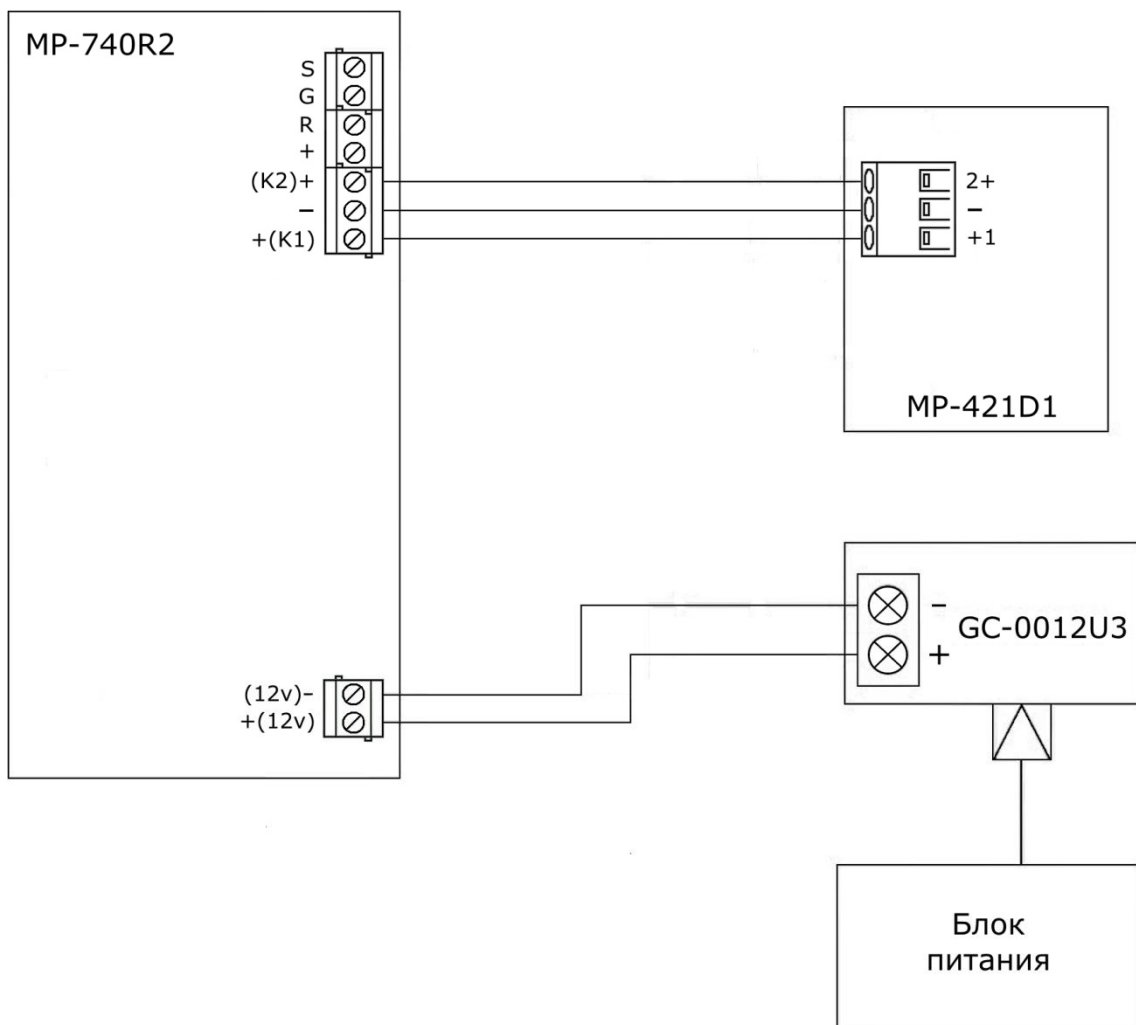 MP-740R2
S
G
R
+
(K2)+
–
+(K1)
2+
–
+1
MP-421D1
–
GC-0012U3
+
(12v)–
+(12v)
Блок
питания